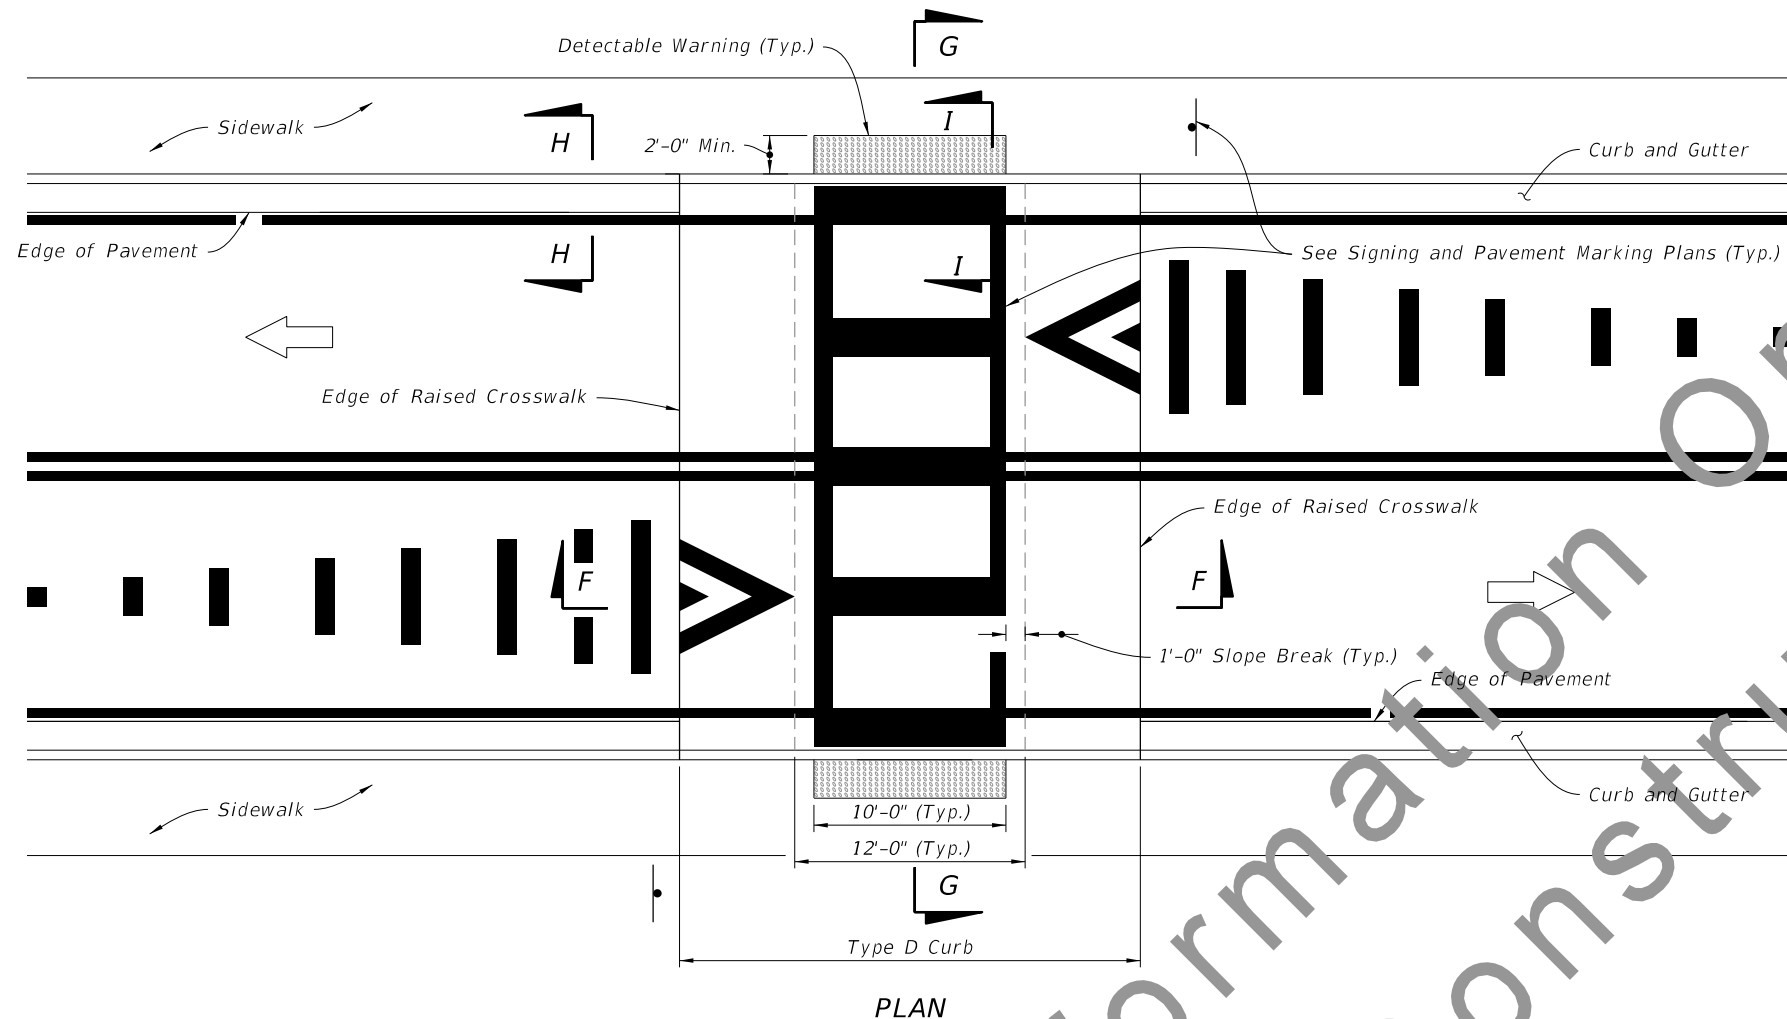 G
Detectable Warning (Typ.)
I
H
Sidewalk
2'-0" Min.
Curb and Gutter
Edge of Pavement
H
I
See Signing and Pavement Marking Plans (Typ.)
Edge of Raised Crosswalk
Edge of Raised Crosswalk
F
F
1'-0" Slope Break (Typ.)
Edge of Pavement
Sidewalk
Curb and Gutter
10'-0" (Typ.)
12'-0" (Typ.)
G
Type D Curb
PLAN